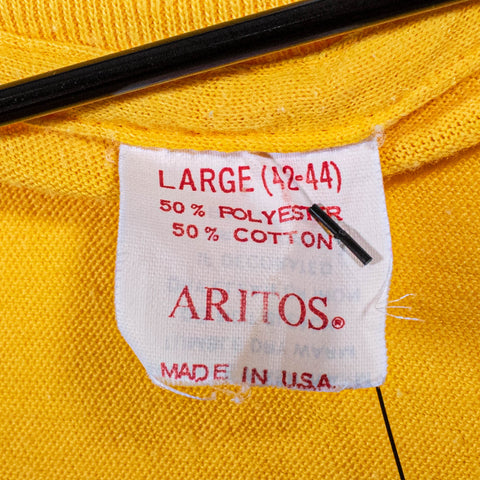 LARGE (42-44)
50% POLYESTER
50% COTTON
ARITOS®
MADE IN U.S.A.